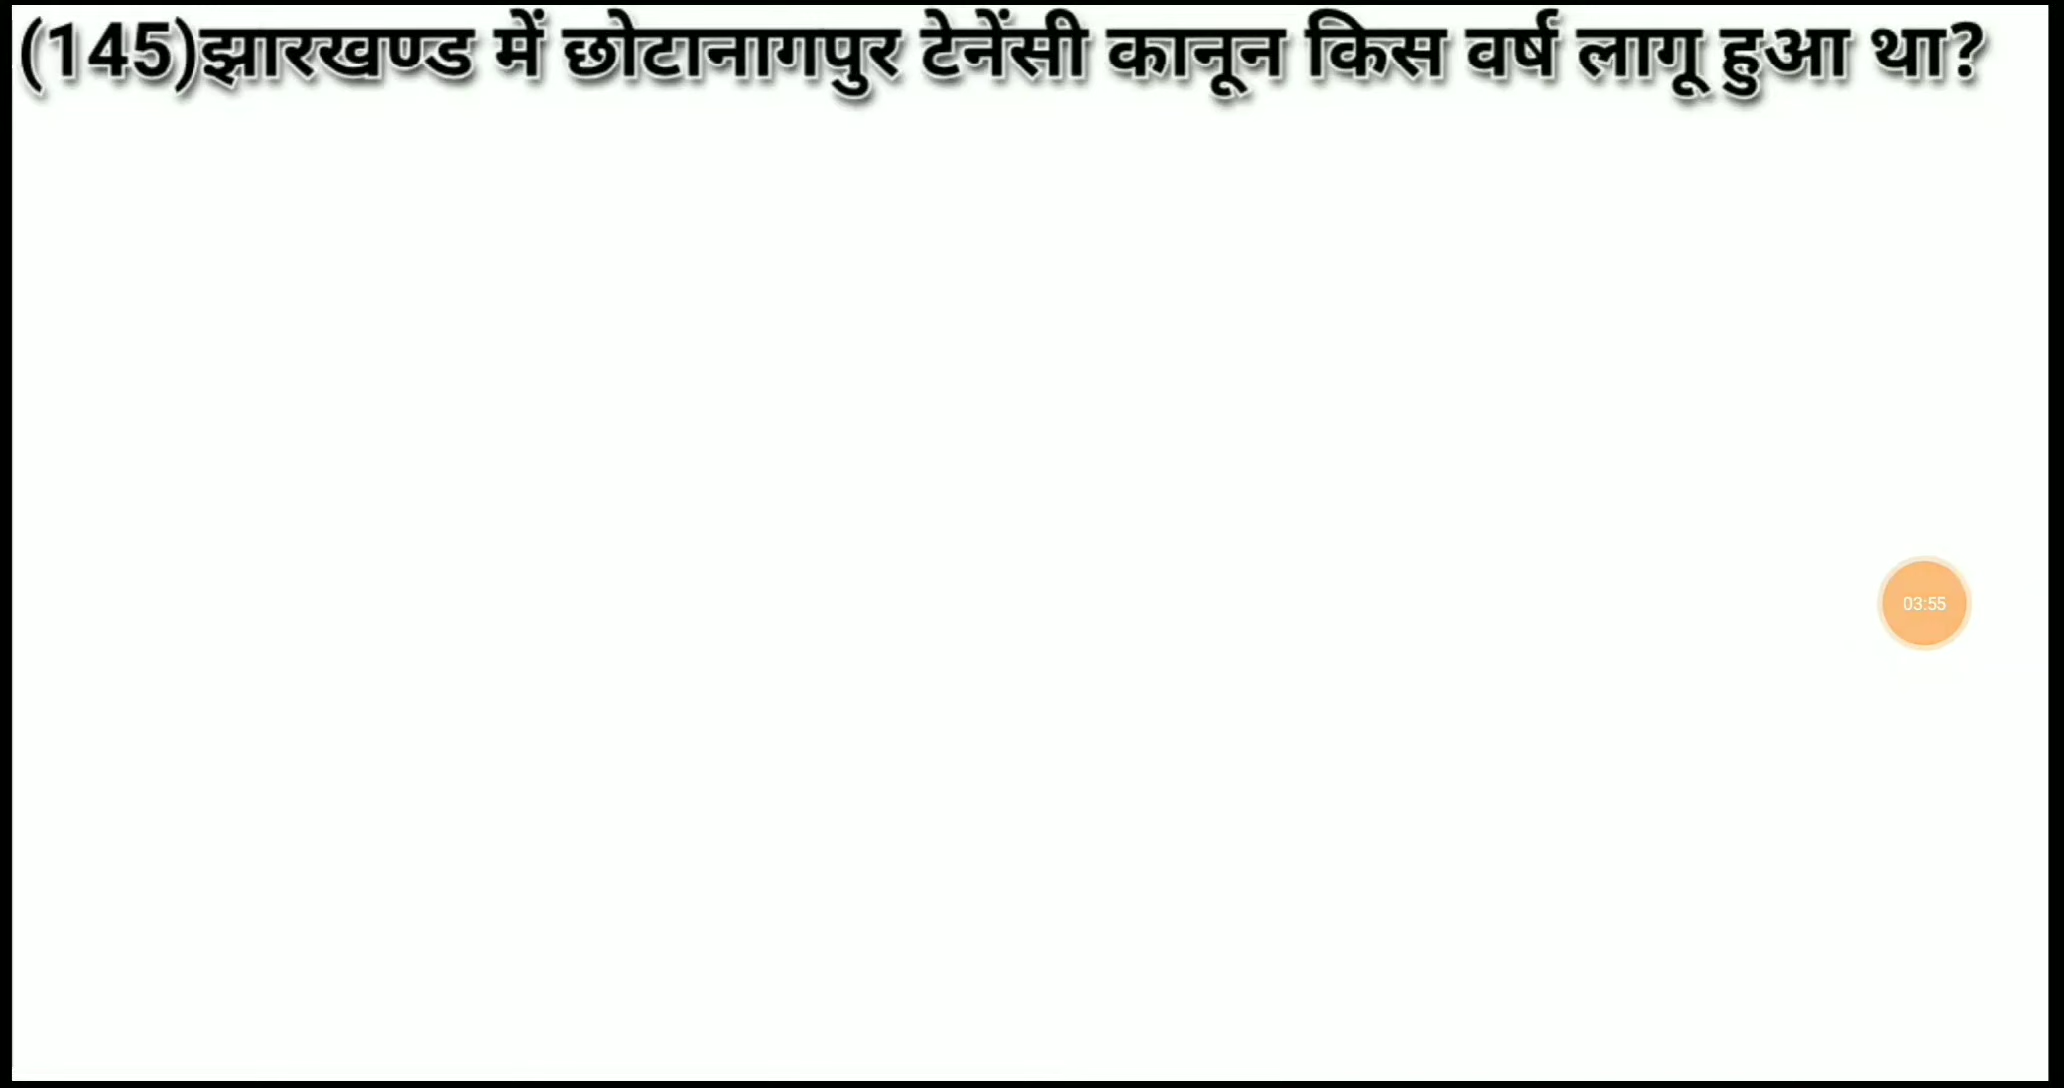 (145)झारखण्ड में छोटानागपुर टेनेंसी कानून किस वर्ष लागू हुआ था?
03:55